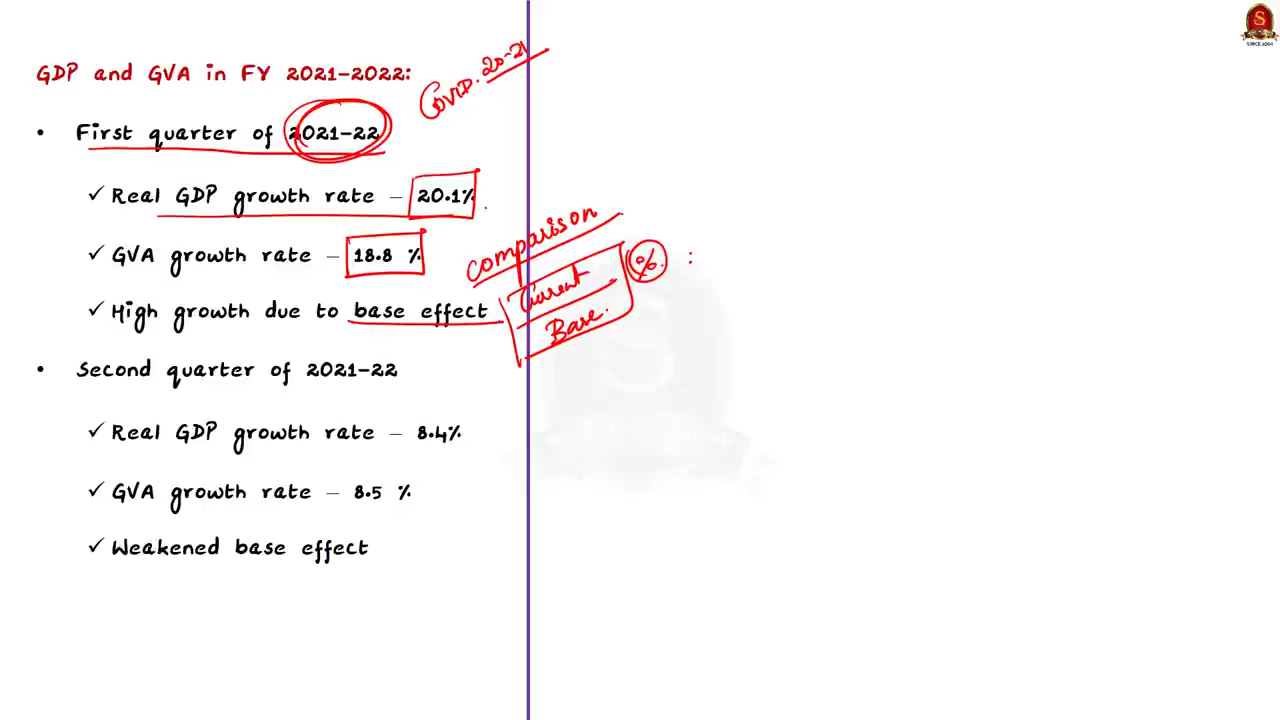 GDP and GVA in FY 2021-2022:
COVID. 20-21
• First quarter of 2021-22
✓ Real GDP growth rate – 20.1%
✓ GVA growth rate – 18.8 %
comparison
Current
%
:
✓ High growth due to base effect
Base.
• Second quarter of 2021-22
✓ Real GDP growth rate – 8.4%
✓ GVA growth rate – 8.5 %
✓ Weakened base effect
S
SINCE 2004